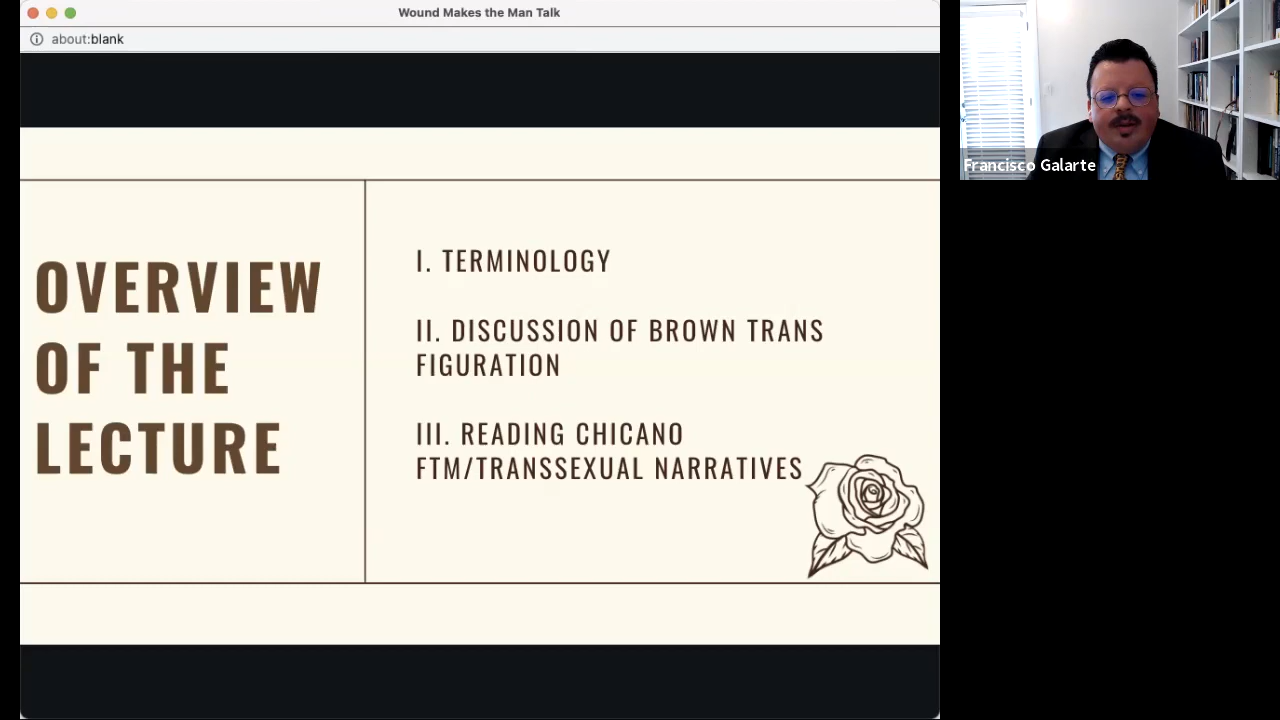 Wound Makes the Man Talk
about:blank
OVERVIEW
OF THE
LECTURE
I. TERMINOLOGY
II. DISCUSSION OF BROWN TRANS
FIGURATION
III. READING CHICANO
FTM/TRANSSEXUAL NARRATIVES
Francisco Galarte